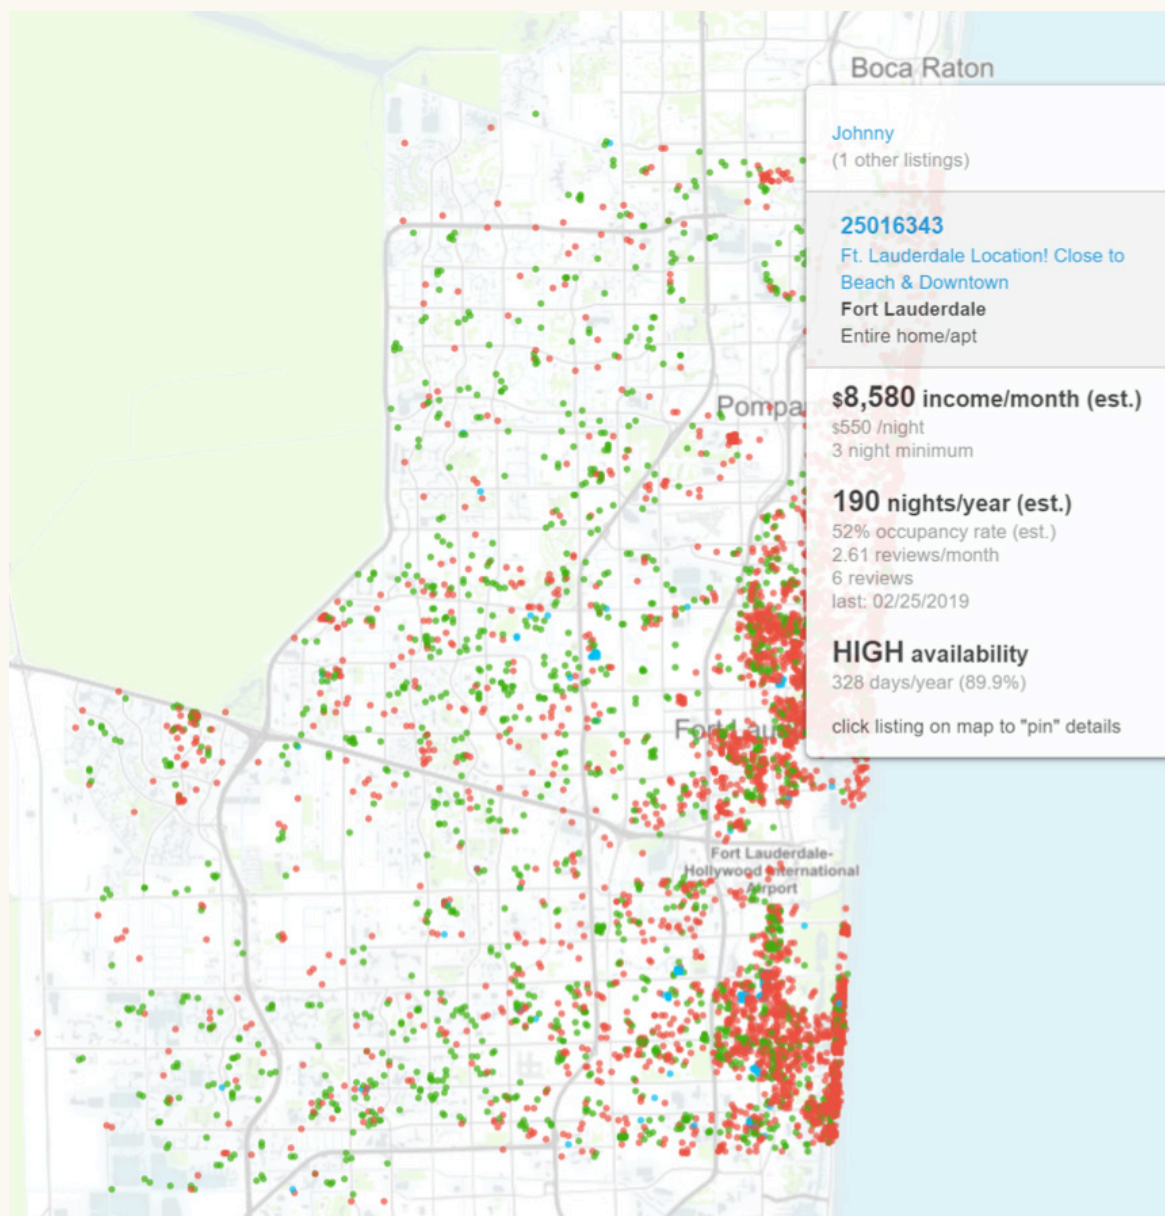 Boca Raton
Johnny
(1 other listings)
25016343
Ft. Lauderdale Location! Close to
Beach & Downtown
Fort Lauderdale
Entire home/apt
$8,580 income/month (est.)
$550 /night
3 night minimum
190 nights/year (est.)
52% occupancy rate (est.)
2.61 reviews/month
6 reviews
last: 02/25/2019
HIGH availability
328 days/year (89.9%)
click listing on map to "pin" details
Pompa
Fort Lau
Fort Lauderdale-
Hollywood International
Airport